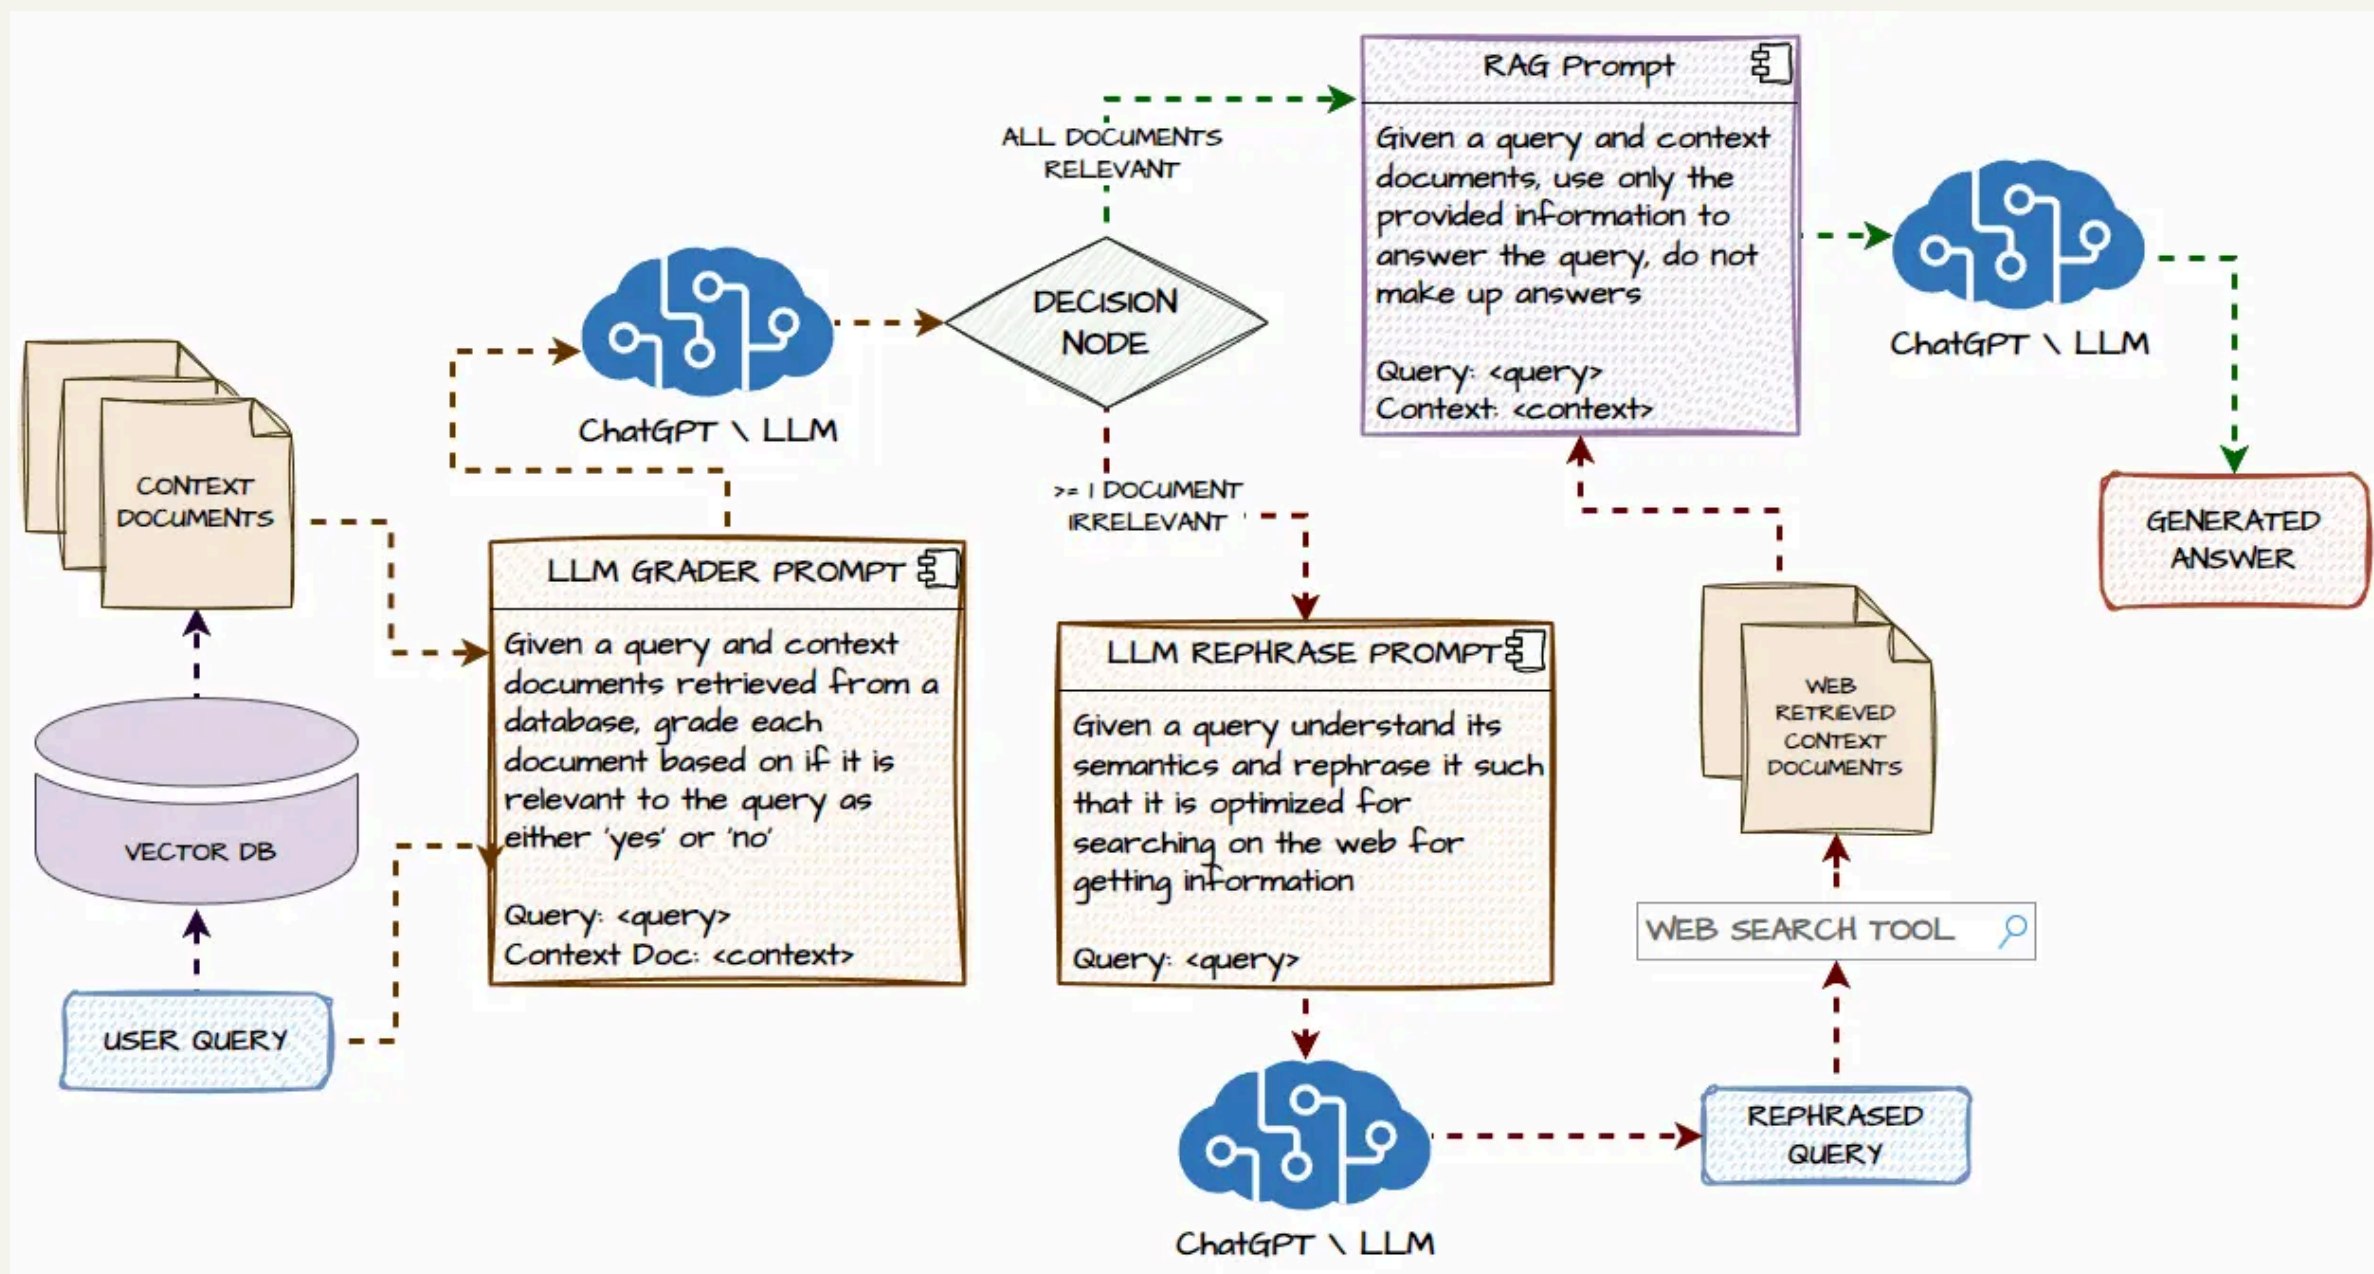 RAG Prompt
Given a query and context
documents, use only the
provided information to
answer the query, do not
make up answers
Query: <query>
Context: <context>
ALL DOCUMENTS
RELEVANT
DECISION
NODE
ChatGPT \ LLM
ChatGPT \ LLM
CONTEXT
DOCUMENTS
>= 1 DOCUMENT
IRRELEVANT
GENERATED
ANSWER
LLM GRADER PROMPT
Given a query and context
documents retrieved from a
database, grade each
document based on if it is
relevant to the query as
either 'yes' or 'no'
Query: <query>
Context Doc: <context>
LLM REPHRASE PROMPT
Given a query understand its
semantics and rephrase it such
that it is optimized for
searching on the web for
getting information
Query: <query>
WEB
RETRIEVED
CONTEXT
DOCUMENTS
VECTOR DB
WEB SEARCH TOOL
USER QUERY
REPHRASED
QUERY
ChatGPT \ LLM